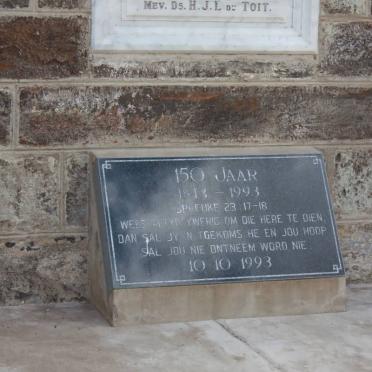 MEV. DS. H.J.L. DU TOIT.
150 JAAR
1843 - 1993
SPREUKE 23:17-18
WEES ALTYD YWERIG OM DIE HERE TE DIEN,
DAN SAL JY 'N TOEKOMS HÊ EN JOU HOOP
SAL JOU NIE ONTNEEM WORD NIE.
10 10 1993